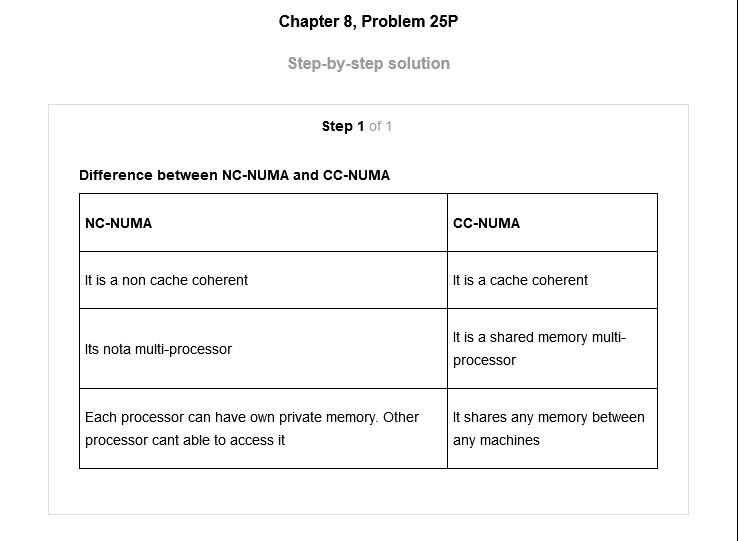 Chapter 8, Problem 25P
Step-by-step solution
Step 1 of 1
Difference between NC-NUMA and CC-NUMA
NC-NUMA
CC-NUMA
It is a non cache coherent
It is a cache coherent
Its nota multi-processor
It is a shared memory multi-
processor
Each processor can have own private memory. Other
processor cant able to access it
It shares any memory between
any machines